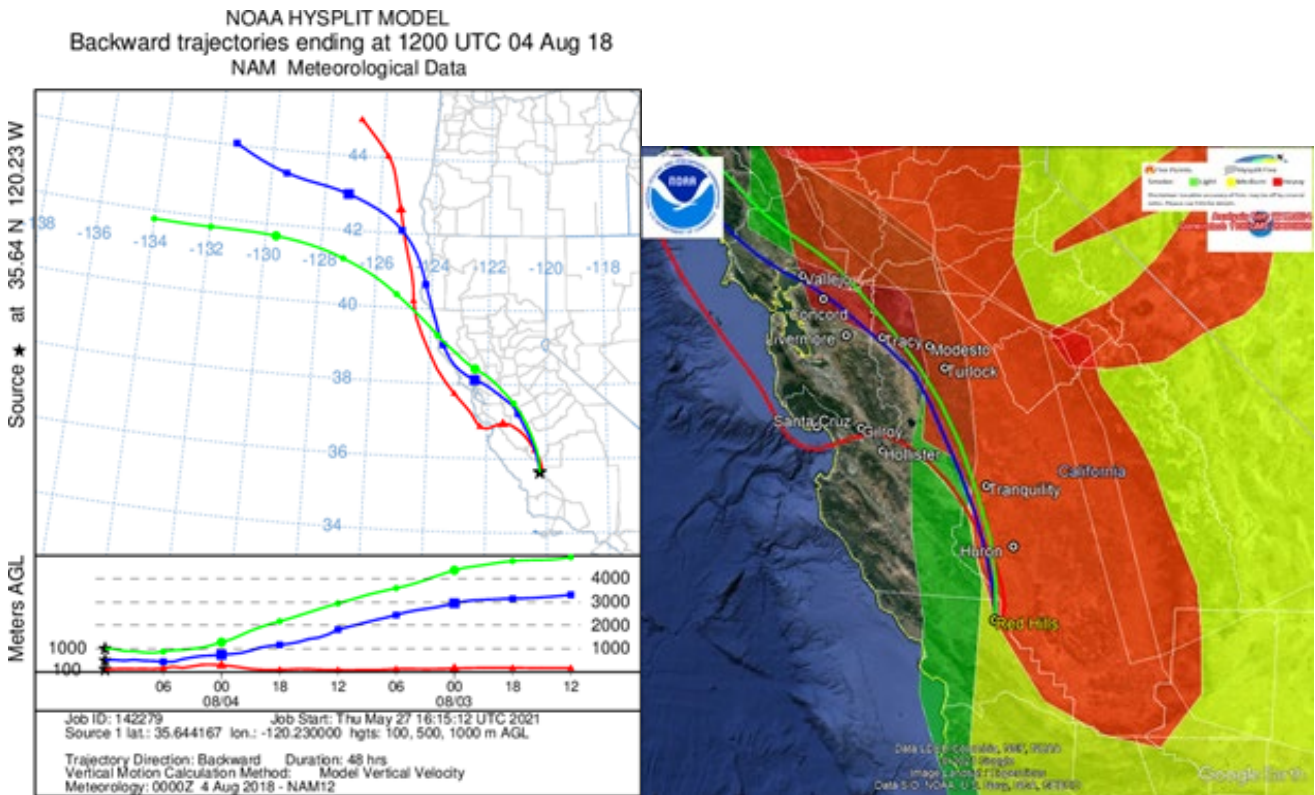 NOAA HYSPLIT MODEL
Backward trajectories ending at 1200 UTC 04 Aug 18
NAM Meteorological Data
Source ★ at 35.64 N 120.23 W
44
42
40
38
36
34
-138
-136
-134
-132
-130
-128
-126
-124
-122
-120
-118
Meters AGL
4000
3000
2000
1000
1000
100
06 00 18 12 06 00 18 12
08/04 08/03
Job ID: 142279 Job Start: Thu May 27 16:15:12 UTC 2021
Source 1 lat.: 35.644167 lon.: -120.230000 hgts: 100, 500, 1000 m AGL
Trajectory Direction: Backward Duration: 48 hrs
Vertical Motion Calculation Method: Model Vertical Velocity
Meteorology: 0000Z 4 Aug 2018 - NAM12
NOAA
Smoke Light Medium Heavy
Vallejo
Concord
Livermore
Tracy
Modesto
Turlock
Santa Cruz
Gilroy
Hollister
California
Tranquility
Huron
Red Hills
Google Earth